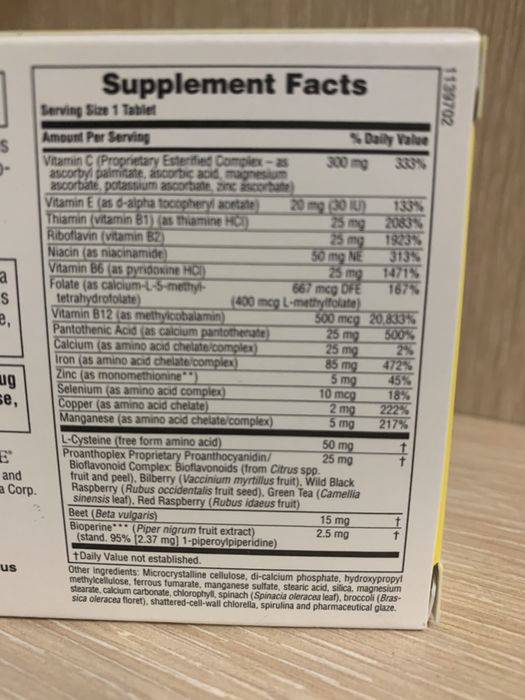 Supplement Facts
Serving Size 1 Tablet
Amount Per Serving % Daily Value
Vitamin C (Proprietary Esterified Complex – as 300 mg 333%
ascorbyl palmitate, ascorbic acid, magnesium
ascorbate, potassium ascorbate, zinc ascorbate)
Vitamin E (as d-alpha tocopheryl acetate) 20 mg (30 IU) 133%
Thiamin (vitamin B1) (as thiamine HCl) 25 mg 2083%
Riboflavin (vitamin B2) 25 mg 1923%
Niacin (as niacinamide) 50 mg NE 313%
Vitamin B6 (as pyridoxine HCl) 25 mg 1471%
Folate (as calcium-L-5-methyl- 667 mcg DFE 167%
tetrahydrofolate) (400 mcg L-methylfolate)
Vitamin B12 (as methylcobalamin) 500 mcg 20,833%
Pantothenic Acid (as calcium pantothenate) 25 mg 500%
Calcium (as amino acid chelate/complex) 25 mg 2%
Iron (as amino acid chelate/complex) 85 mg 472%
Zinc (as monomethionine**) 5 mg 45%
Selenium (as amino acid complex) 10 mcg 18%
Copper (as amino acid chelate) 2 mg 222%
Manganese (as amino acid chelate/complex) 5 mg 217%
L-Cysteine (free form amino acid) 50 mg †
Proanthoplex Proprietary Proanthocyanidin/ 25 mg †
Bioflavonoid Complex: Bioflavonoids (from Citrus spp.
fruit and peel), Bilberry (Vaccinium myrtillus fruit), Wild Black
Raspberry (Rubus occidentalis fruit seed), Green Tea (Camellia
sinensis leaf), Red Raspberry (Rubus idaeus fruit)
Beet (Beta vulgaris) 15 mg †
Bioperine*** (Piper nigrum fruit extract) 2.5 mg †
(stand. 95% [2.37 mg] 1-piperoylpiperidine)
†Daily Value not established.
Other ingredients: Microcrystalline cellulose, di-calcium phosphate, hydroxypropyl
methylcellulose, ferrous fumarate, manganese sulfate, stearic acid, silica, magnesium
stearate, calcium carbonate, chlorophyll, spinach (Spinacia oleracea leaf), broccoli (Bras-
sica oleracea floret), shattered-cell-wall chlorella, spirulina and pharmaceutical glaze.
1139702
and
a Corp.